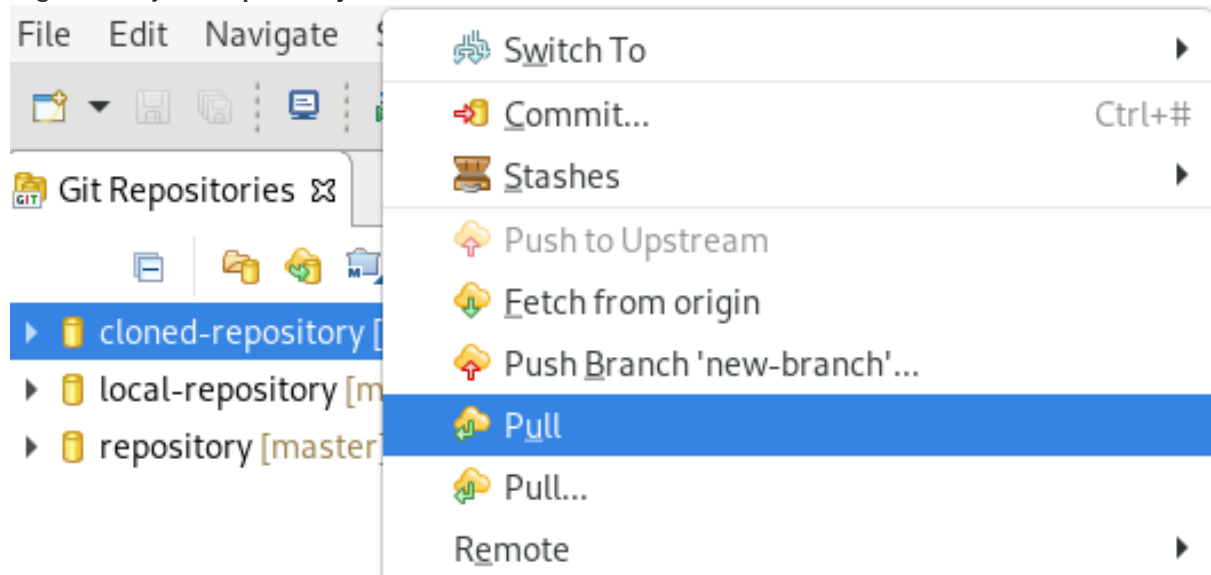 File Edit Navigate
Switch To
Commit... Ctrl+#
Stashes
Git Repositories
Push to Upstream
Fetch from origin
cloned-repository [
Push Branch 'new-branch'...
local-repository [m
Pull
repository [master]
Pull...
Remote